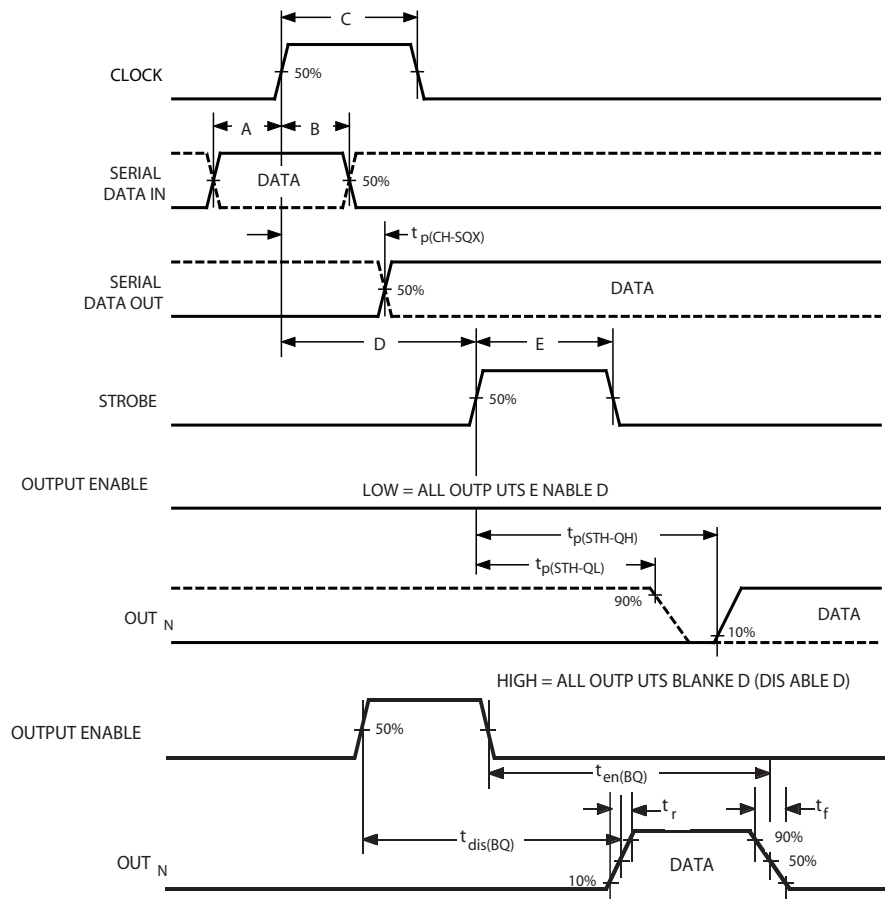 C
CLOCK
50%
A
B
SERIAL
DATA IN
DATA
50%
t p(CH-SQX)
SERIAL
DATA OUT
50%
DATA
D
E
STROBE
50%
OUTPUT ENABLE
LOW = ALL OUTP UTS E NABLE D
t p(STH-QH)
t p(STH-QL)
90%
OUT N
DATA
10%
HIGH = ALL OUTP UTS BLANKE D (DIS ABLE D)
OUTPUT ENABLE
50%
t en(BQ)
t r
t f
t dis(BQ)
90%
OUT N
DATA
50%
10%